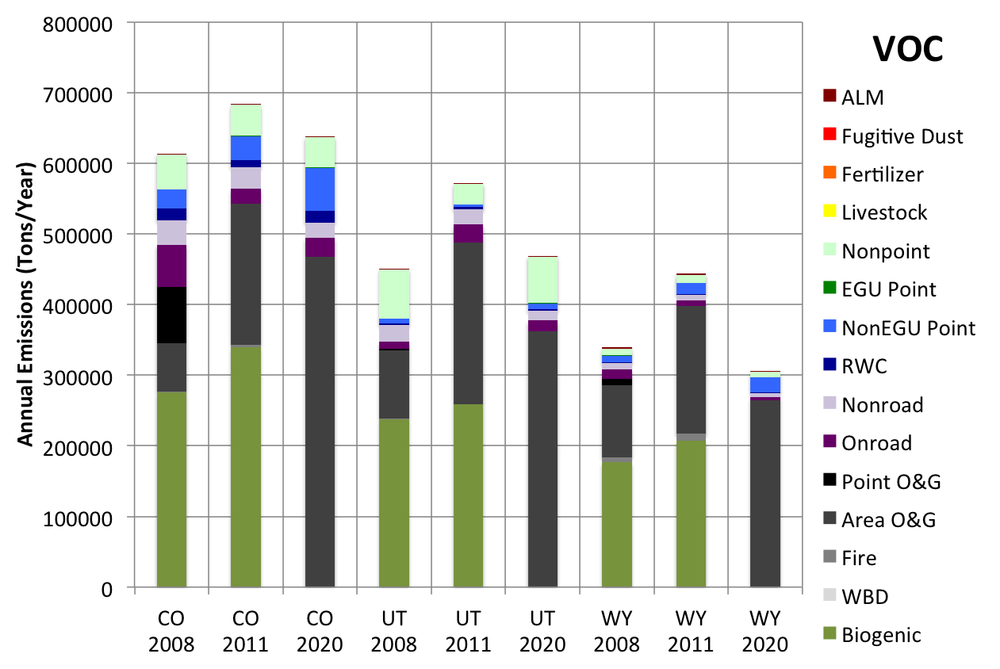 VOC
Annual Emissions (Tons/Year)
800000
700000
600000
500000
400000
300000
200000
100000
0
CO 2008
CO 2011
CO 2020
UT 2008
UT 2011
UT 2020
WY 2008
WY 2011
WY 2020
ALM
Fugitive Dust
Fertilizer
Livestock
Nonpoint
EGU Point
NonEGU Point
RWC
Nonroad
Onroad
Point O&G
Area O&G
Fire
WBD
Biogenic